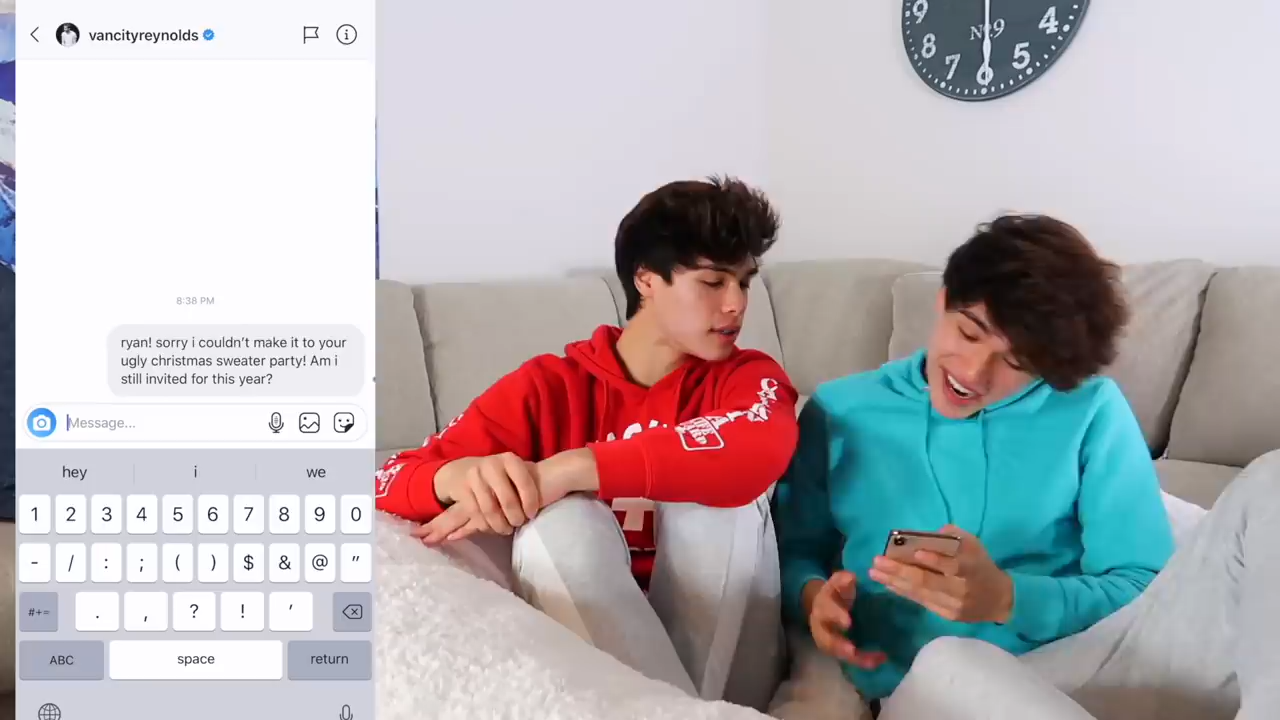 vancityreynolds
8:38 PM
ryan! sorry i couldn't make it to your
ugly christmas sweater party! Am i
still invited for this year?
Message...
hey i we
1 2 3 4 5 6 7 8 9 0
- / : ; ( ) $ & @ "
#+= . , ? ! '
ABC space return
9 8 7 6 5 4
No9